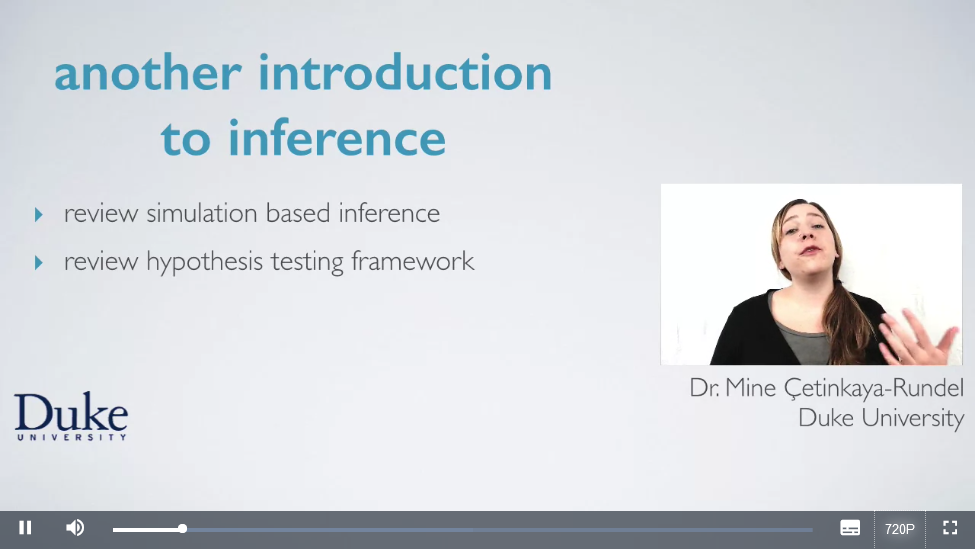 another introduction
to inference
review simulation based inference
review hypothesis testing framework
Dr. Mine Çetinkaya-Rundel
Duke University
Duke
UNIVERSITY
720P